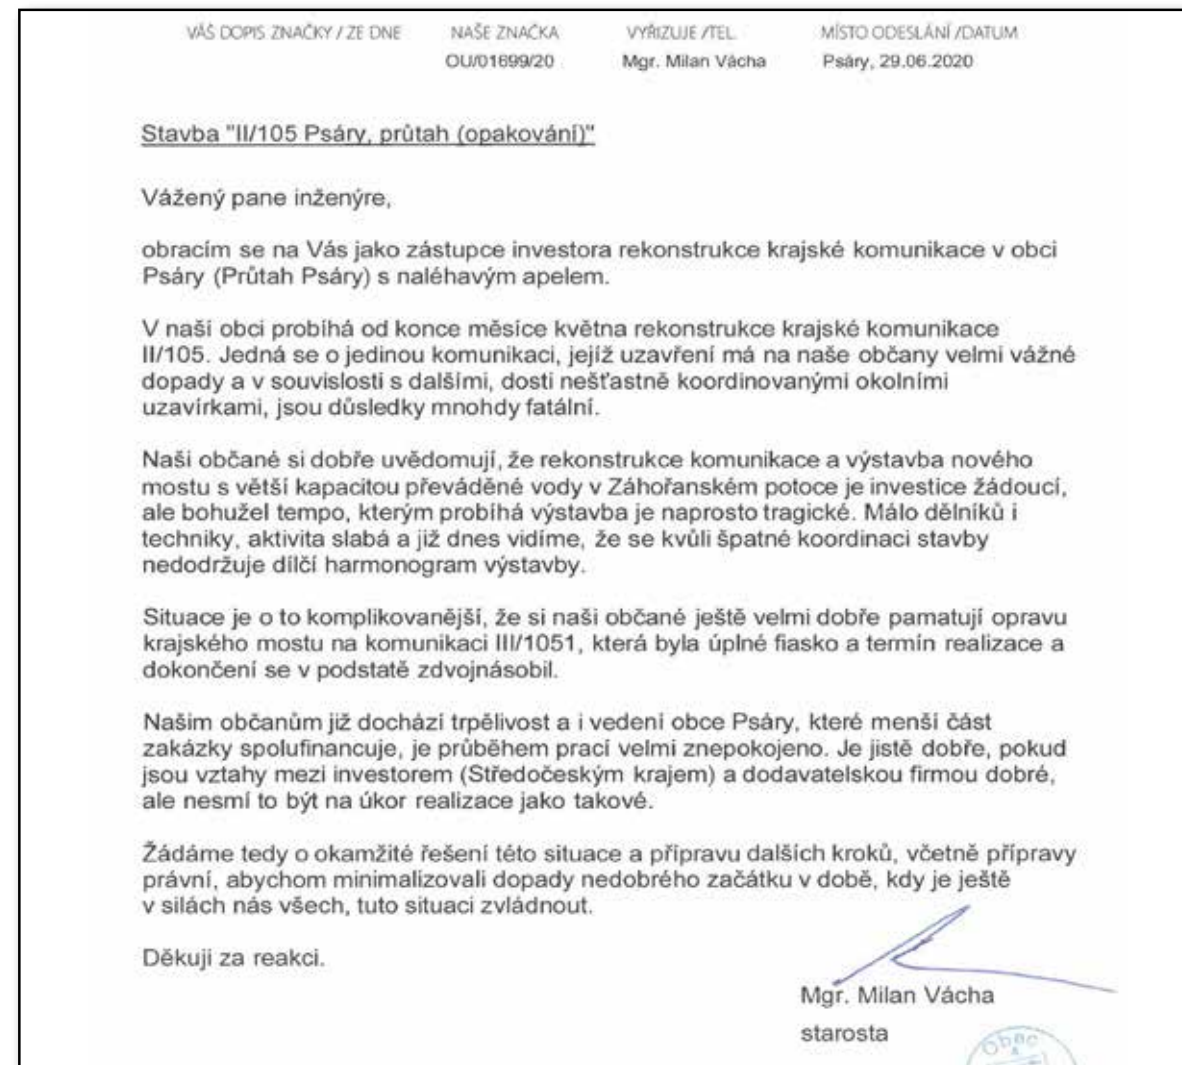 VÁŠ DOPIS ZNAČKY / ZE DNE NAŠE ZNAČKA VYŘIZUJE /TEL. MÍSTO ODESLÁNÍ /DATUM
OU/01699/20 Mgr. Milan Vácha Psáry, 29.06.2020
Stavba "II/105 Psáry, průtah (opakování)"
Vážený pane inženýre,
obracím se na Vás jako zástupce investora rekonstrukce krajské komunikace v obci
Psáry (Průtah Psáry) s naléhavým apelem.
V naší obci probíhá od konce měsíce května rekonstrukce krajské komunikace
II/105. Jedná se o jedinou komunikaci, jejíž uzavření má na naše občany velmi vážné
dopady a v souvislosti s dalšími, dosti nešťastně koordinovanými okolními
uzavírkami, jsou důsledky mnohdy fatální.
Naši občané si dobře uvědomují, že rekonstrukce komunikace a výstavba nového
mostu s větší kapacitou převáděné vody v Záhořanském potoce je investice žádoucí,
ale bohužel tempo, kterým probíhá výstavba je naprosto tragické. Málo dělníků i
techniky, aktivita slabá a již dnes vidíme, že se kvůli špatné koordinaci stavby
nedodržuje dílčí harmonogram výstavby.
Situace je o to komplikovanější, že si naši občané ještě velmi dobře pamatují opravu
krajského mostu na komunikaci III/1051, která byla úplné fiasko a termín realizace a
dokončení se v podstatě zdvojnásobil.
Našim občanům již dochází trpělivost a i vedení obce Psáry, které menší část
zakázky spolufinancuje, je průběhem prací velmi znepokojeno. Je jistě dobře, pokud
jsou vztahy mezi investorem (Středočeským krajem) a dodavatelskou firmou dobré,
ale nesmí to být na úkor realizace jako takové.
Žádáme tedy o okamžité řešení této situace a přípravu dalších kroků, včetně přípravy
právní, abychom minimalizovali dopady nedobrého začátku v době, kdy je ještě
v silách nás všech, tuto situaci zvládnout.
Děkuji za reakci.
Mgr. Milan Vácha
starosta
Obec